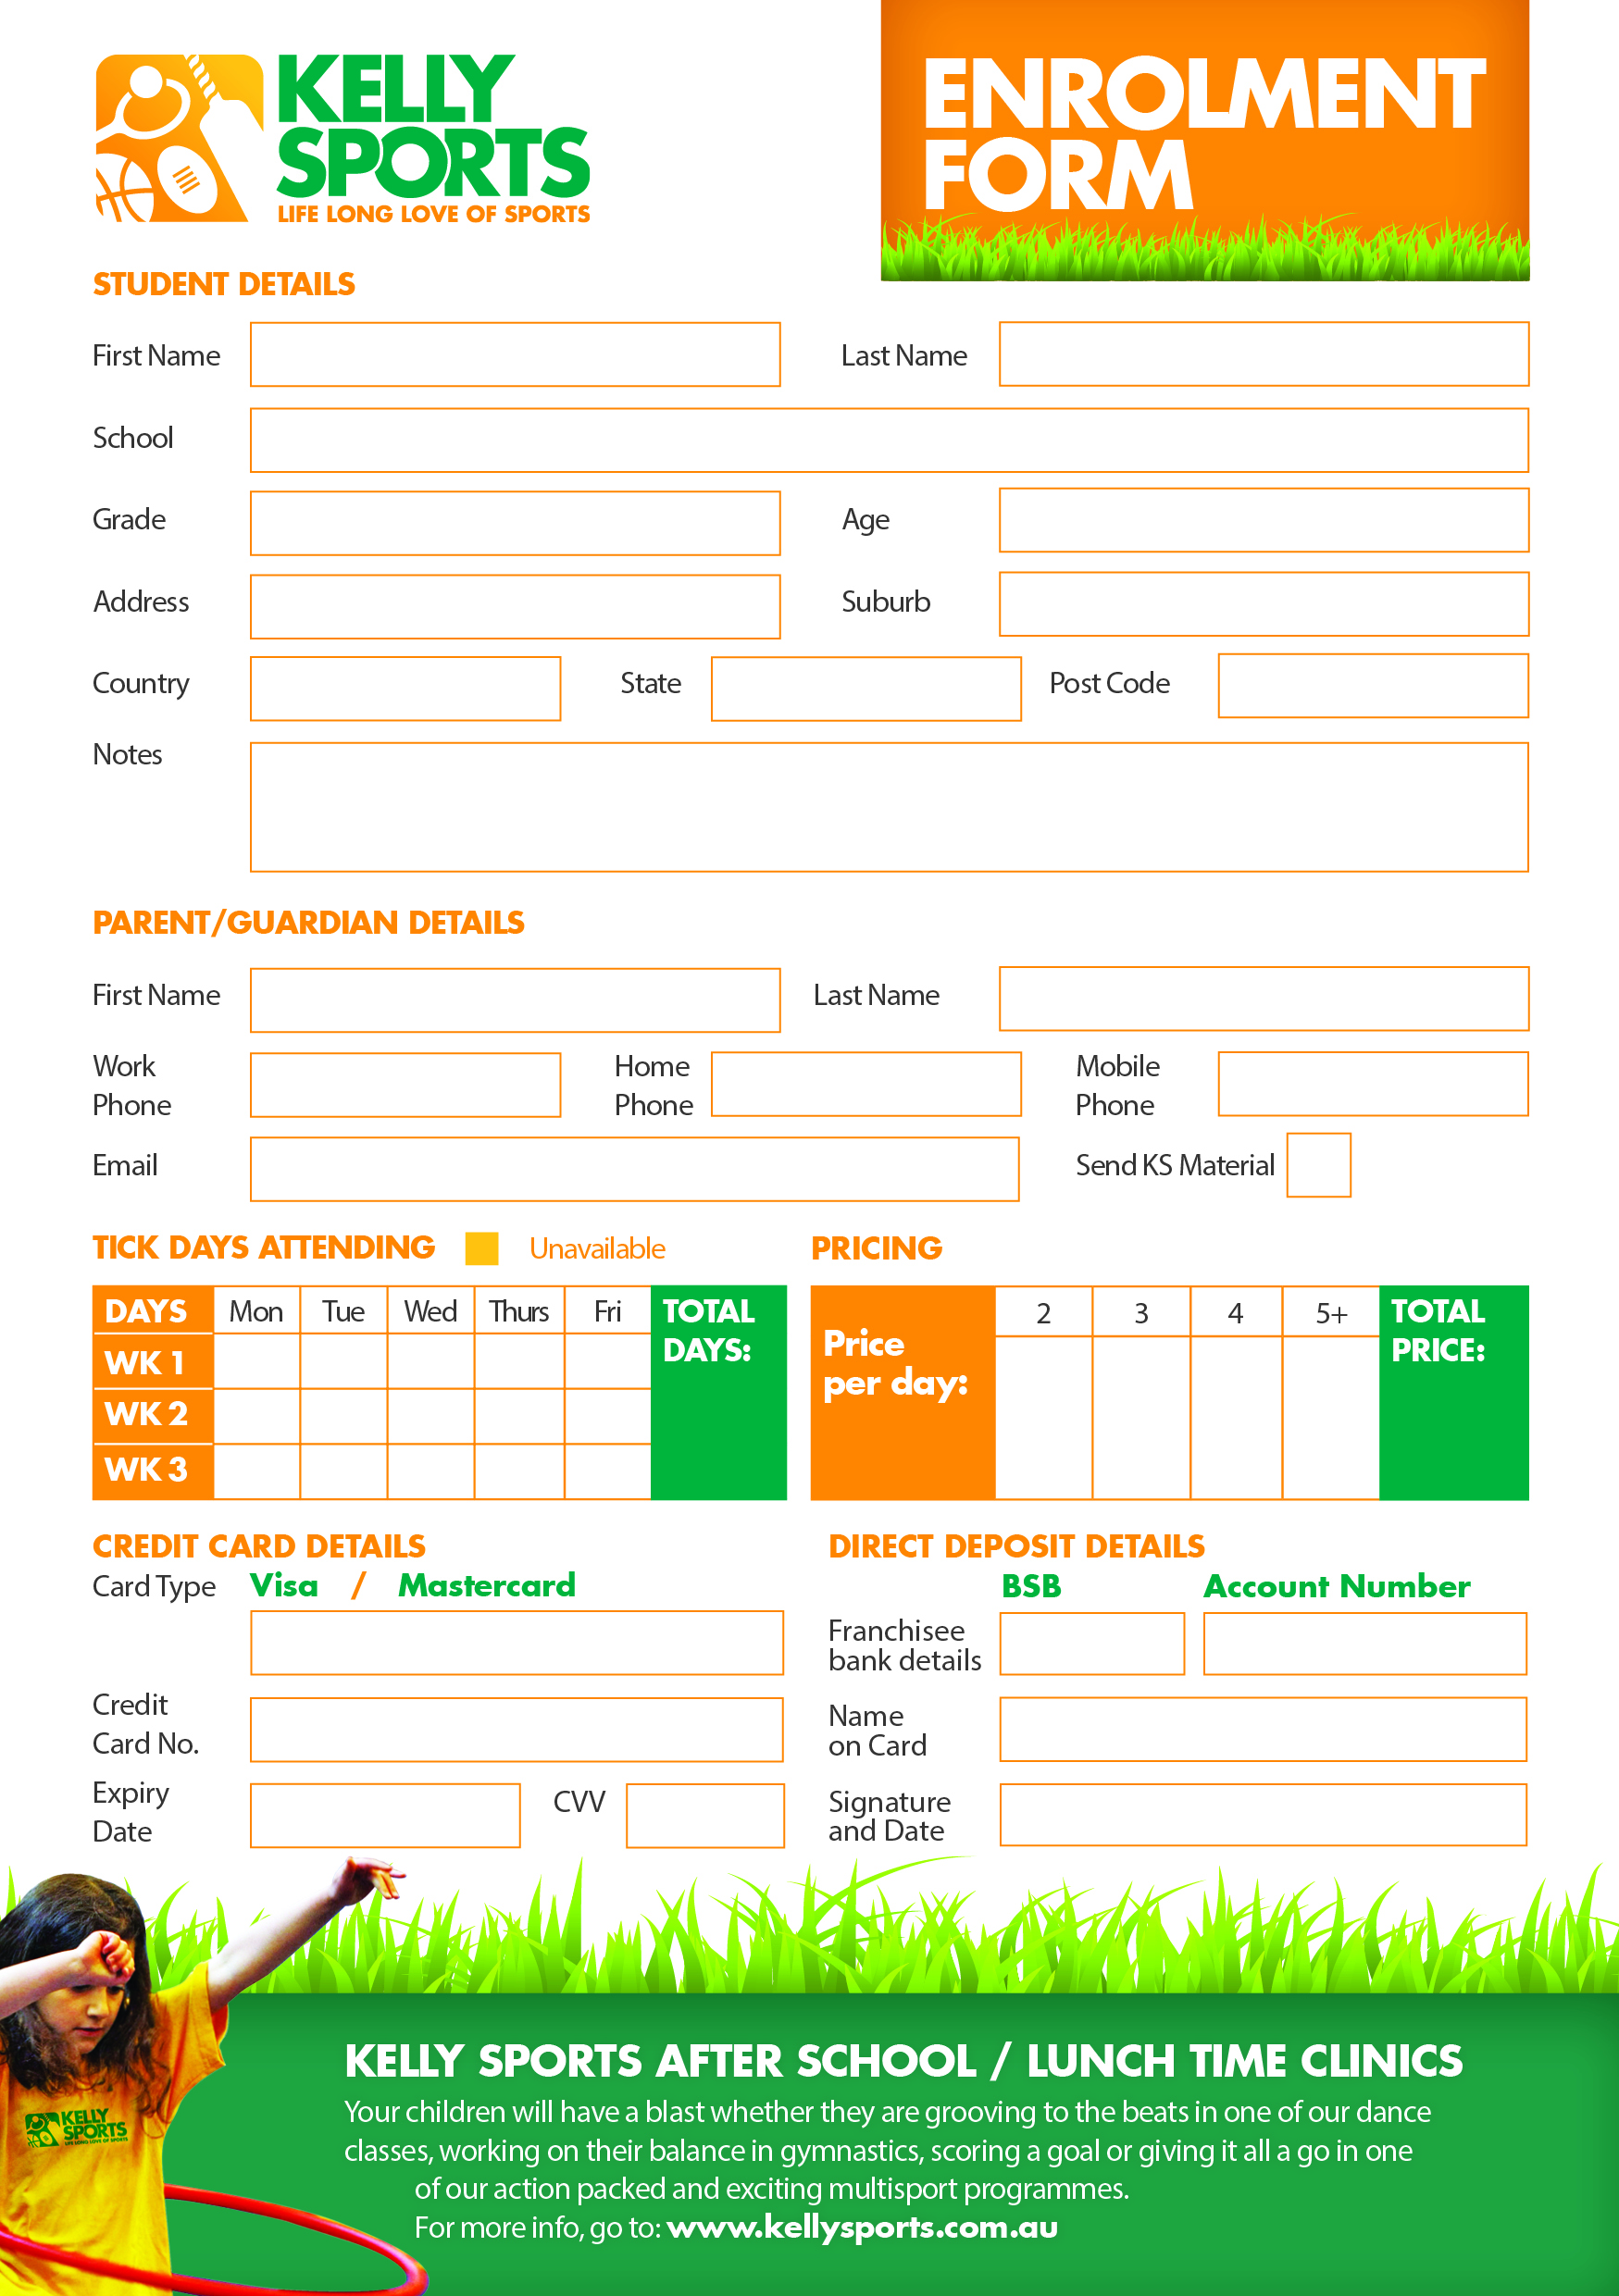 KELLY
SPORTS
LIFE LONG LOVE OF SPORTS
ENROLMENT
FORM
STUDENT DETAILS
First Name
Last Name
School
Grade
Age
Address
Suburb
Country
State
Post Code
Notes
PARENT/GUARDIAN DETAILS
First Name
Last Name
Work
Phone
Home
Phone
Mobile
Phone
Email
Send KS Material
TICK DAYS ATTENDING
Unavailable
DAYS Mon Tue Wed Thurs Fri TOTAL
DAYS:
WK 1
WK 2
WK 3
PRICING
Price
per day:
2 3 4 5+
TOTAL
PRICE:
CREDIT CARD DETAILS
Card Type Visa / Mastercard
Credit
Card No.
Expiry
Date
CVV
DIRECT DEPOSIT DETAILS
BSB Account Number
Franchisee
bank details
Name
on Card
Signature
and Date
KELLY
SPORTS
LIFE LONG LOVE OF SPORTS
KELLY SPORTS AFTER SCHOOL / LUNCH TIME CLINICS
Your children will have a blast whether they are grooving to the beats in one of our dance
classes, working on their balance in gymnastics, scoring a goal or giving it all a go in one
of our action packed and exciting multisport programmes.
For more info, go to: www.kellysports.com.au